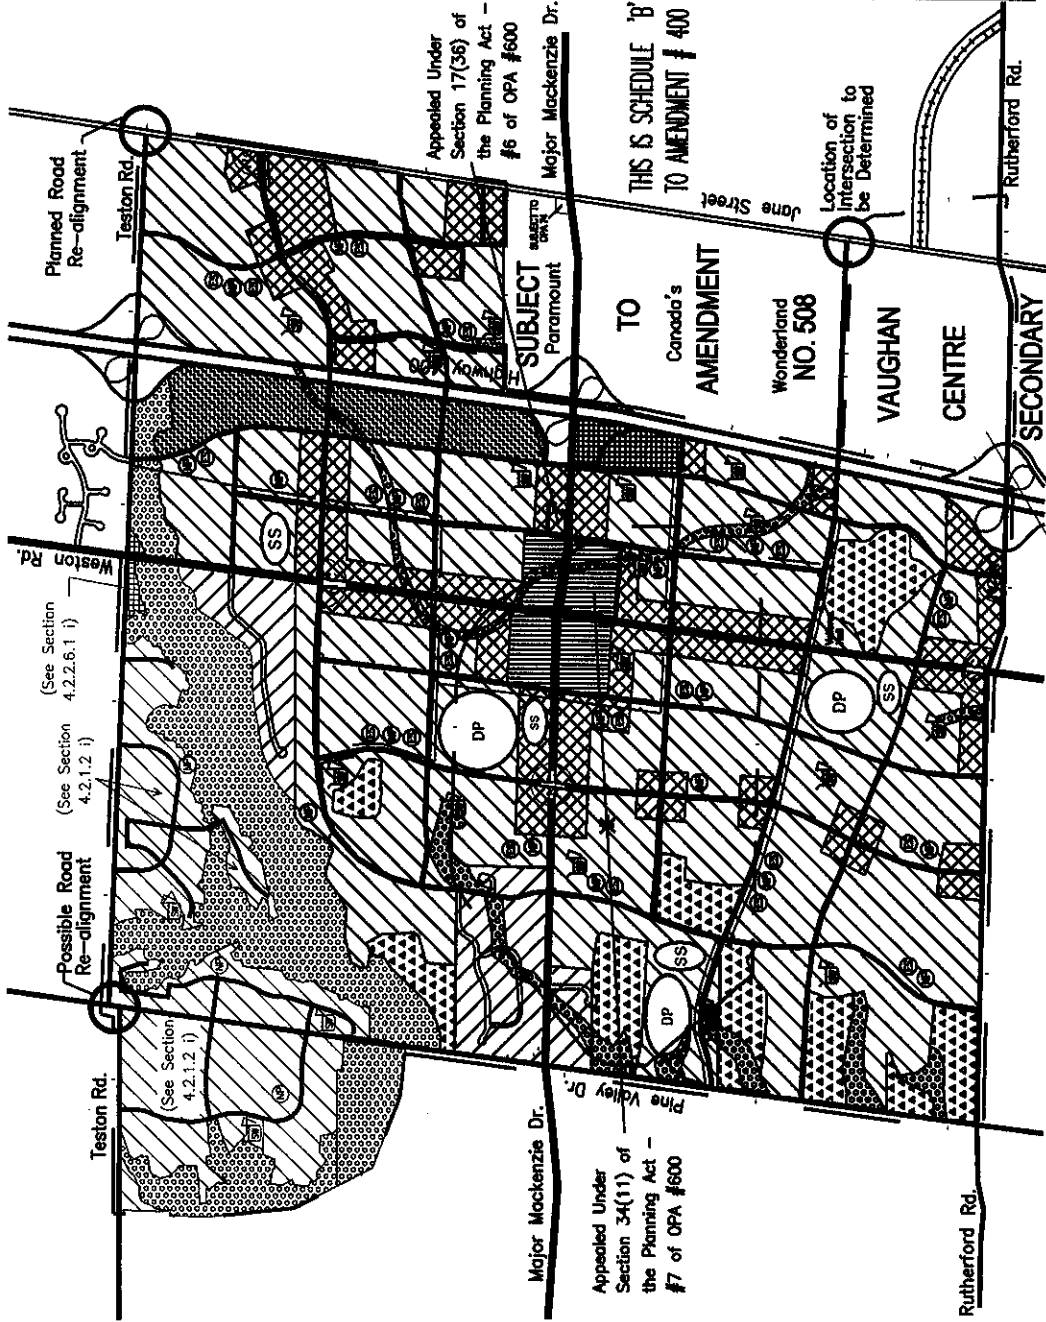 Planned Road
Re-alignment
Teston Rd.
Appealed Under
Section 17(36) of
the Planning Act -
#6 of OPA #600
Major Mackenzie Dr.
THIS IS SCHEDULE 'B'
TO AMENDMENT # 400
Jane Street
Location of
Intersection to
be Determined
Rutherford Rd.
SUBJECT TO
OPA 74
SUBJECT
Paramount
TO
Canada's
AMENDMENT
Wonderland
NO. 508
VAUGHAN
CENTRE
SECONDARY
Highway
400
Weston
Rd.
(See Section
4.2.2.6.1 i)
(See Section
4.2.1.2 i)
Possible Road
Re-alignment
Teston Rd.
(See Section
4.2.1.2 i)
SS
DP
SS
DP
SS
DP
SS
Pine Valley Dr.
Major Mackenzie Dr.
Appealed Under
Section 34(11) of
the Planning Act -
#7 of OPA #600
Rutherford Rd.